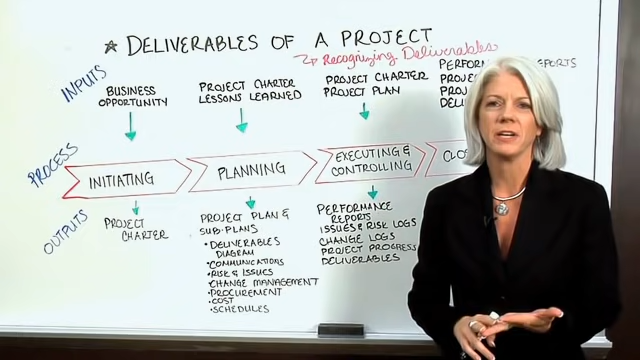 ★ DELIVERABLES OF A PROJECT
Recognizing Deliverables
INPUTS
BUSINESS
OPPORTUNITY
PROJECT CHARTER
LESSONS LEARNED
PROJECT CHARTER
PROJECT PLAN
REPORTS
PROCESS
INITIATING
PLANNING
EXECUTING &
CONTROLLING
OUTPUTS
PROJECT
CHARTER
PROJECT PLAN &
SUB-PLANS
• DELIVERABLES
DIAGRAM
• COMMUNICATIONS
• RISK & ISSUES
• CHANGE MANAGEMENT
• PROCUREMENT
• COST
• SCHEDULES
PERFORMANCE
REPORTS
ISSUES & RISK LOGS
CHANGE LOGS
PROJECT PROGRESS
DELIVERABLES